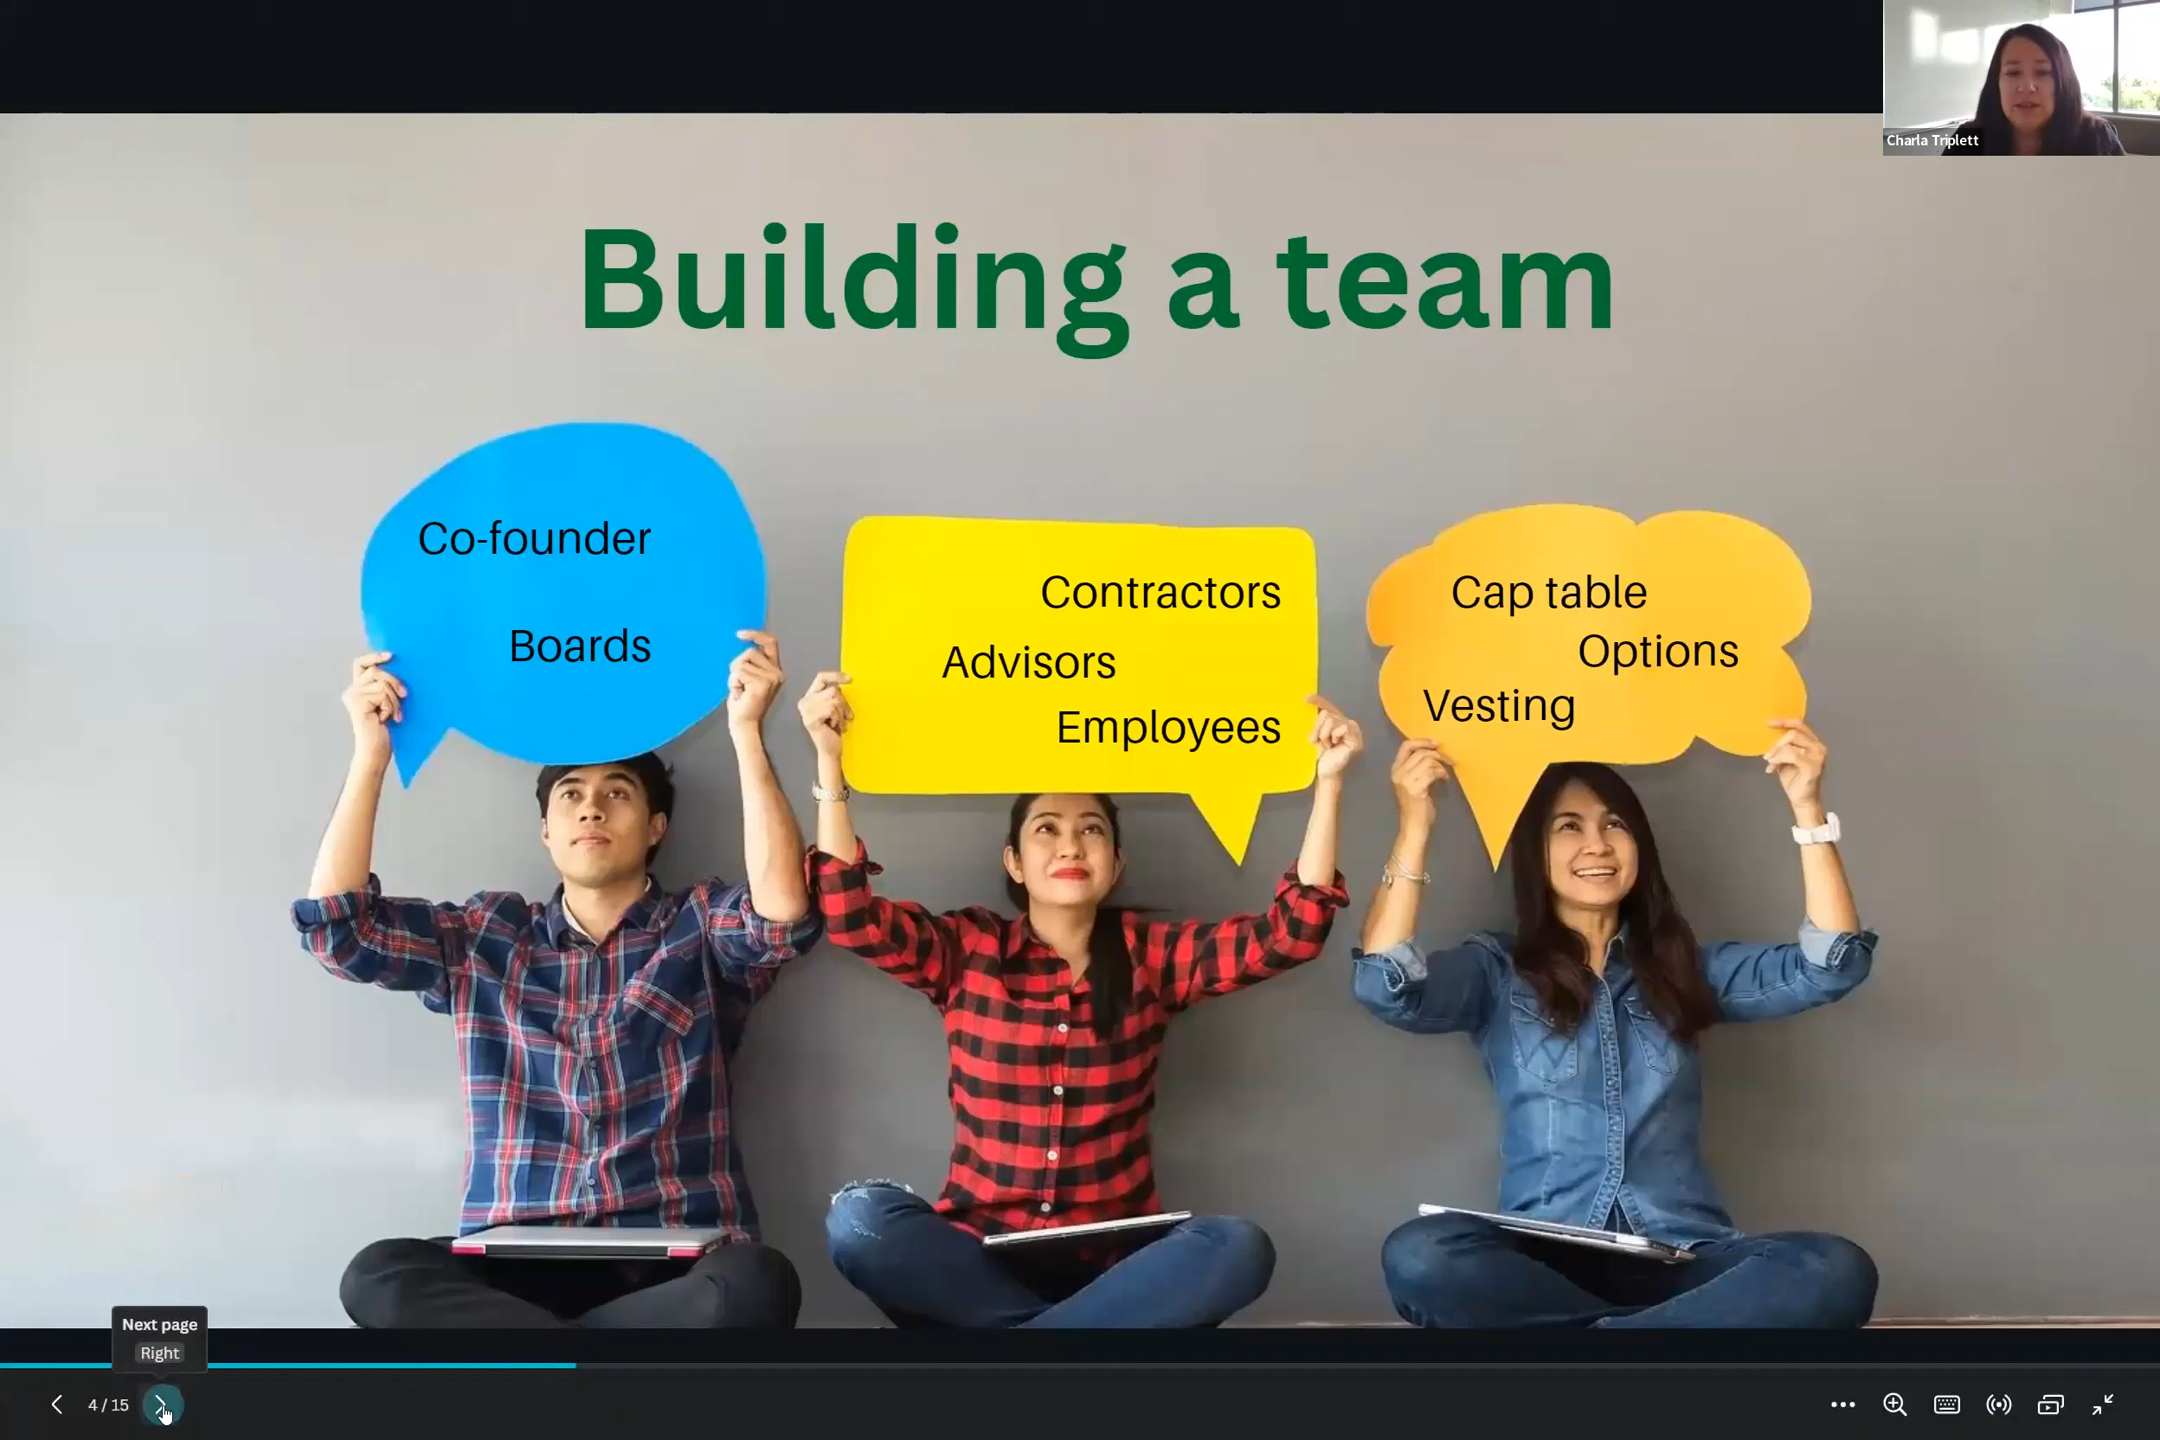 Charla Triplett
Building a team
Co-founder
Boards
Contractors
Advisors
Employees
Cap table
Options
Vesting
Next page
Right
4 / 15